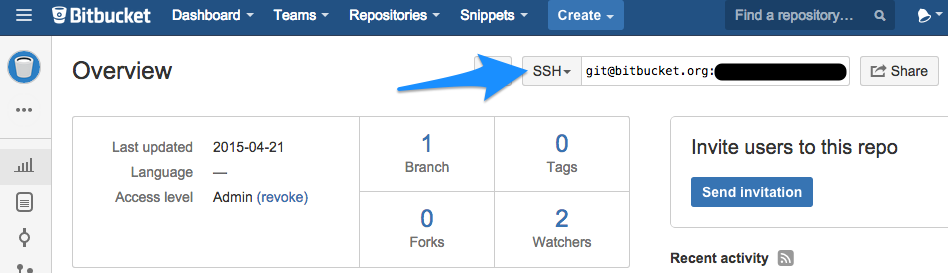 Bitbucket Dashboard Teams Repositories Snippets Create Find a repository...
Overview SSH git@bitbucket.org: Share
Last updated 2015-04-21
Language —
Access level Admin (revoke)
1 Branch
0 Tags
0 Forks
2 Watchers
Invite users to this repo
Send invitation
Recent activity